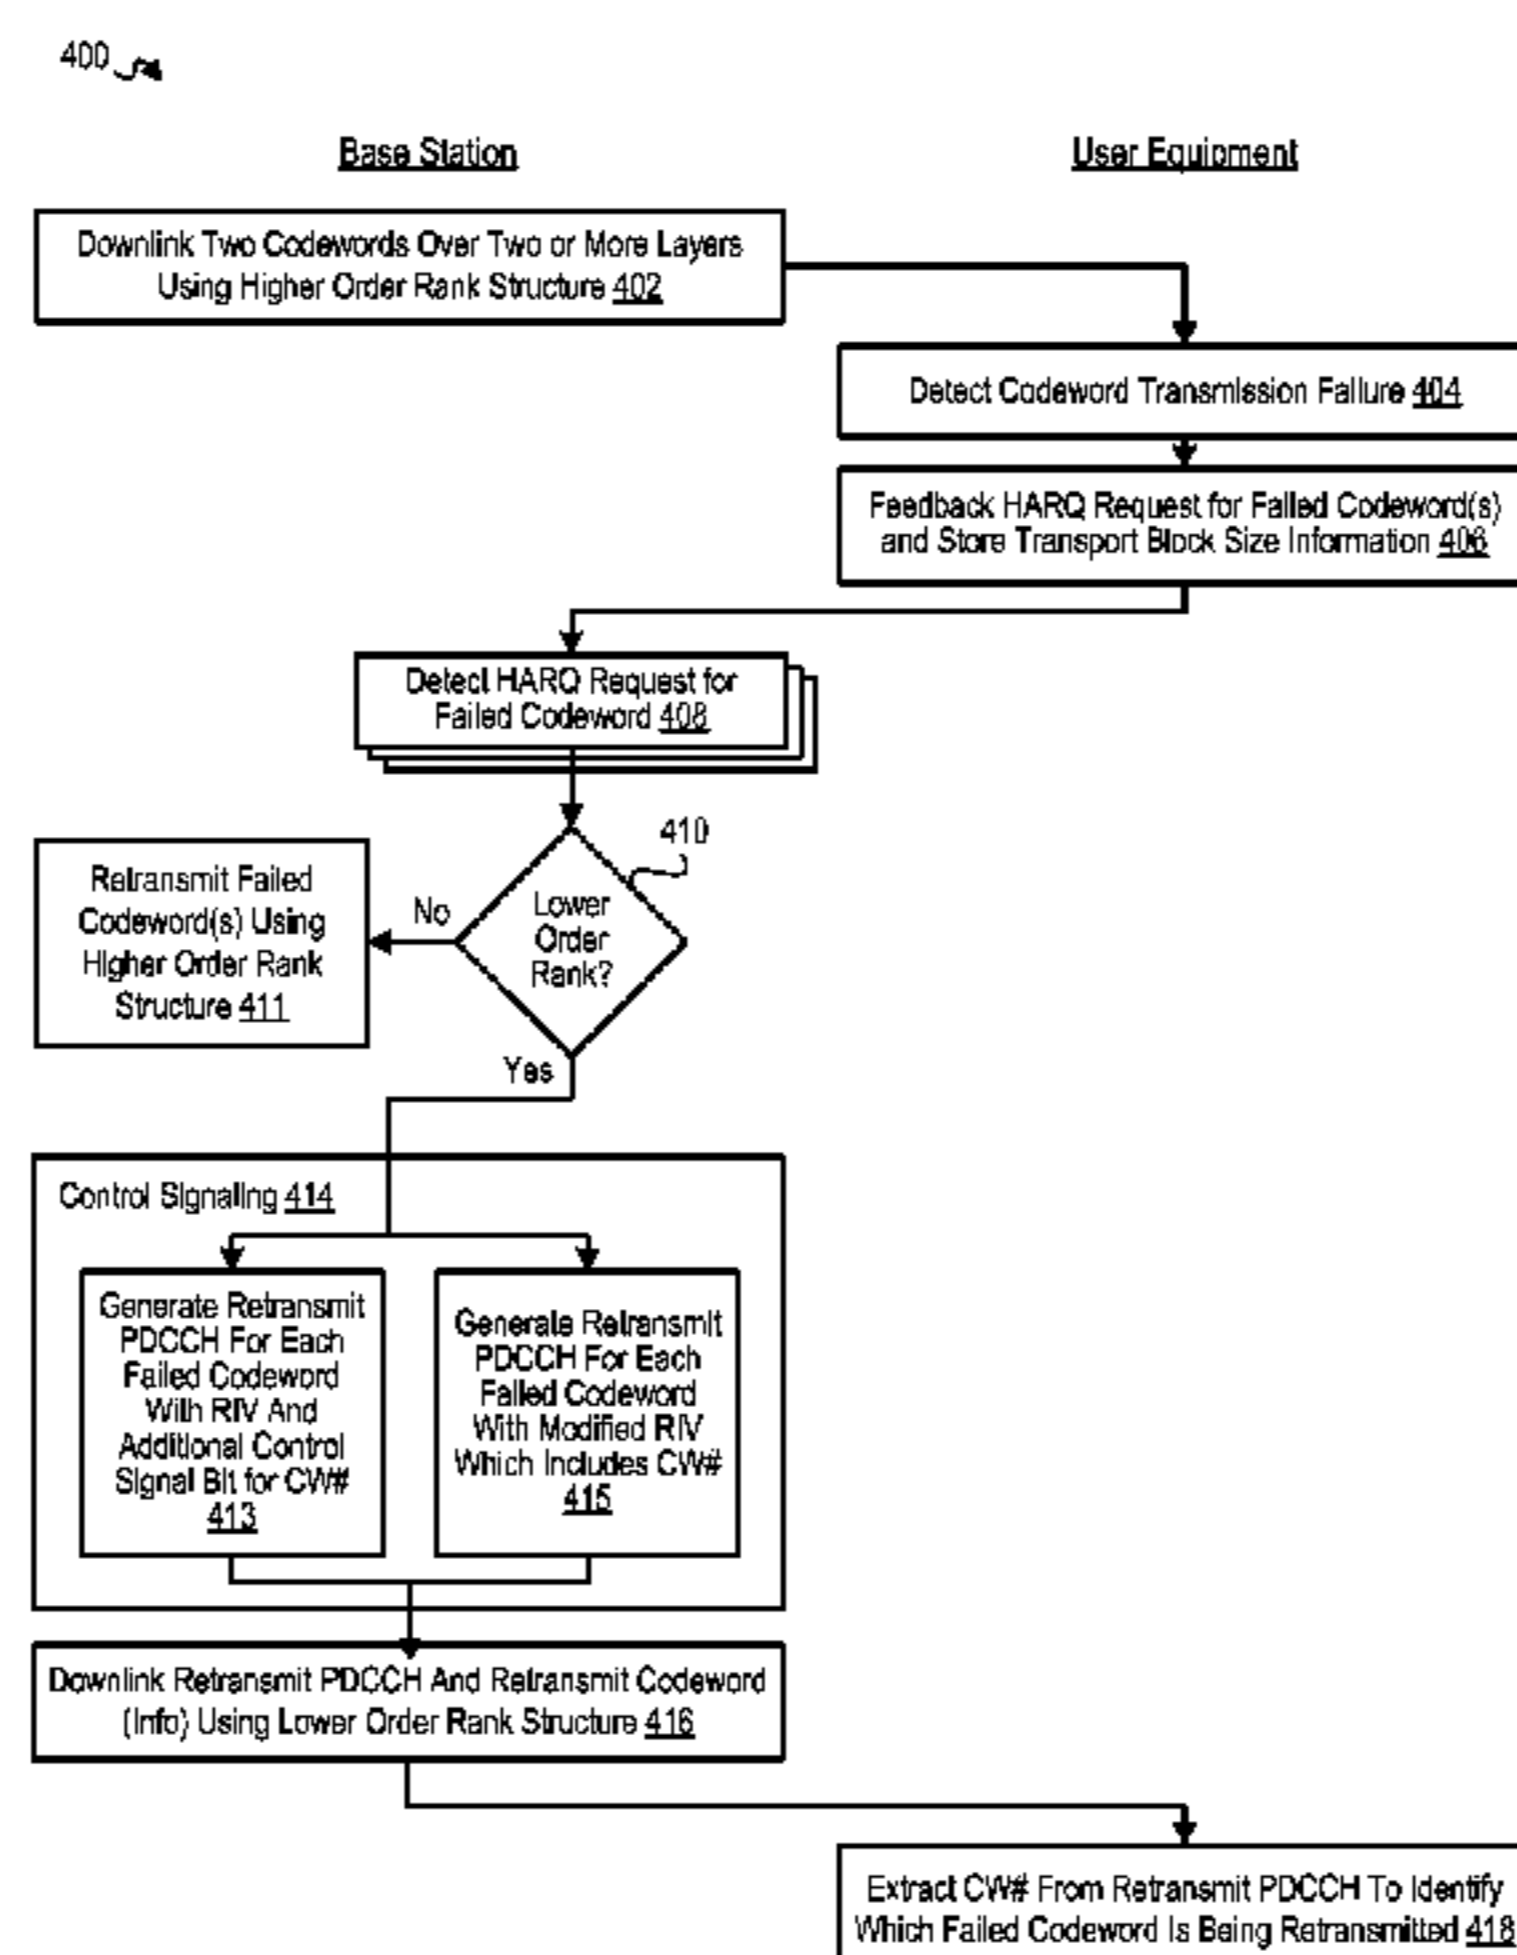 400
Base Station
User Equipment
Downlink Two Codewords Over Two or More Layers
Using Higher Order Rank Structure 402
Detect Codeword Transmission Failure 404
Feedback HARQ Request for Failed Codeword(s)
and Store Transport Block Size Information 406
Detect HARQ Request for
Failed Codeword 408
410
Retransmit Failed
Codeword(s) Using
Higher Order Rank
Structure 411
No
Lower
Order
Rank?
Yes
Control Signaling 414
Generate Retransmit
PDCCH For Each
Failed Codeword
With RIV And
Additional Control
Signal Bit for CW#
413
Generate Retransmit
PDCCH For Each
Failed Codeword
With Modified RIV
Which Includes CW#
415
Downlink Retransmit PDCCH And Retransmit Codeword
(Info) Using Lower Order Rank Structure 416
Extract CW# From Retransmit PDCCH To Identify
Which Failed Codeword Is Being Retransmitted 418